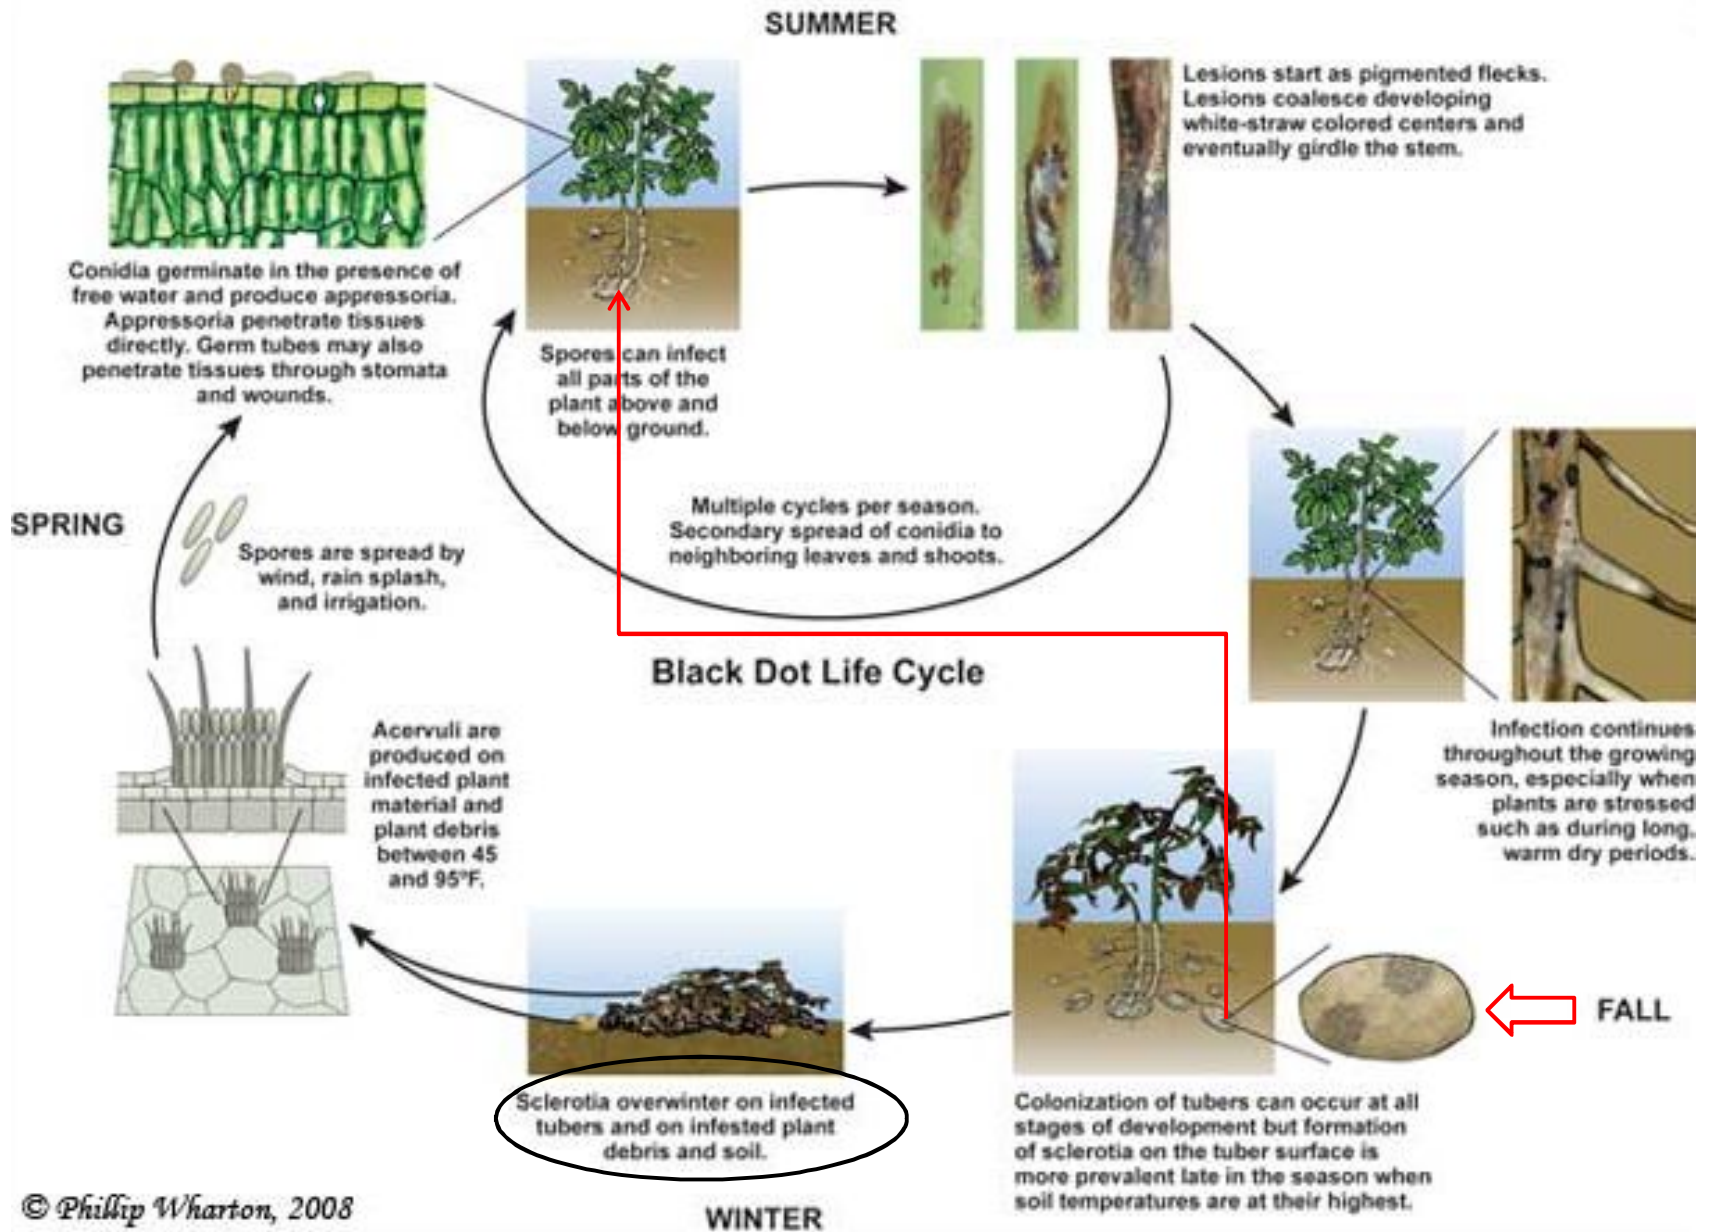 SUMMER
Lesions start as pigmented flecks.
Lesions coalesce developing
white-straw colored centers and
eventually girdle the stem.
Conidia germinate in the presence of
free water and produce appressoria.
Appressoria penetrate tissues
directly. Germ tubes may also
penetrate tissues through stomata
and wounds.
Spores can infect
all parts of the
plant above and
below ground.
Multiple cycles per season.
Secondary spread of conidia to
neighboring leaves and shoots.
SPRING
Spores are spread by
wind, rain splash,
and irrigation.
Black Dot Life Cycle
Acervuli are
produced on
infected plant
material and
plant debris
between 45
and 95°F.
Infection continues
throughout the growing
season, especially when
plants are stressed
such as during long,
warm dry periods.
FALL
Sclerotia overwinter on infected
tubers and on infested plant
debris and soil.
Colonization of tubers can occur at all
stages of development but formation
of sclerotia on the tuber surface is
more prevalent late in the season when
soil temperatures are at their highest.
© Phillip Wharton, 2008
WINTER